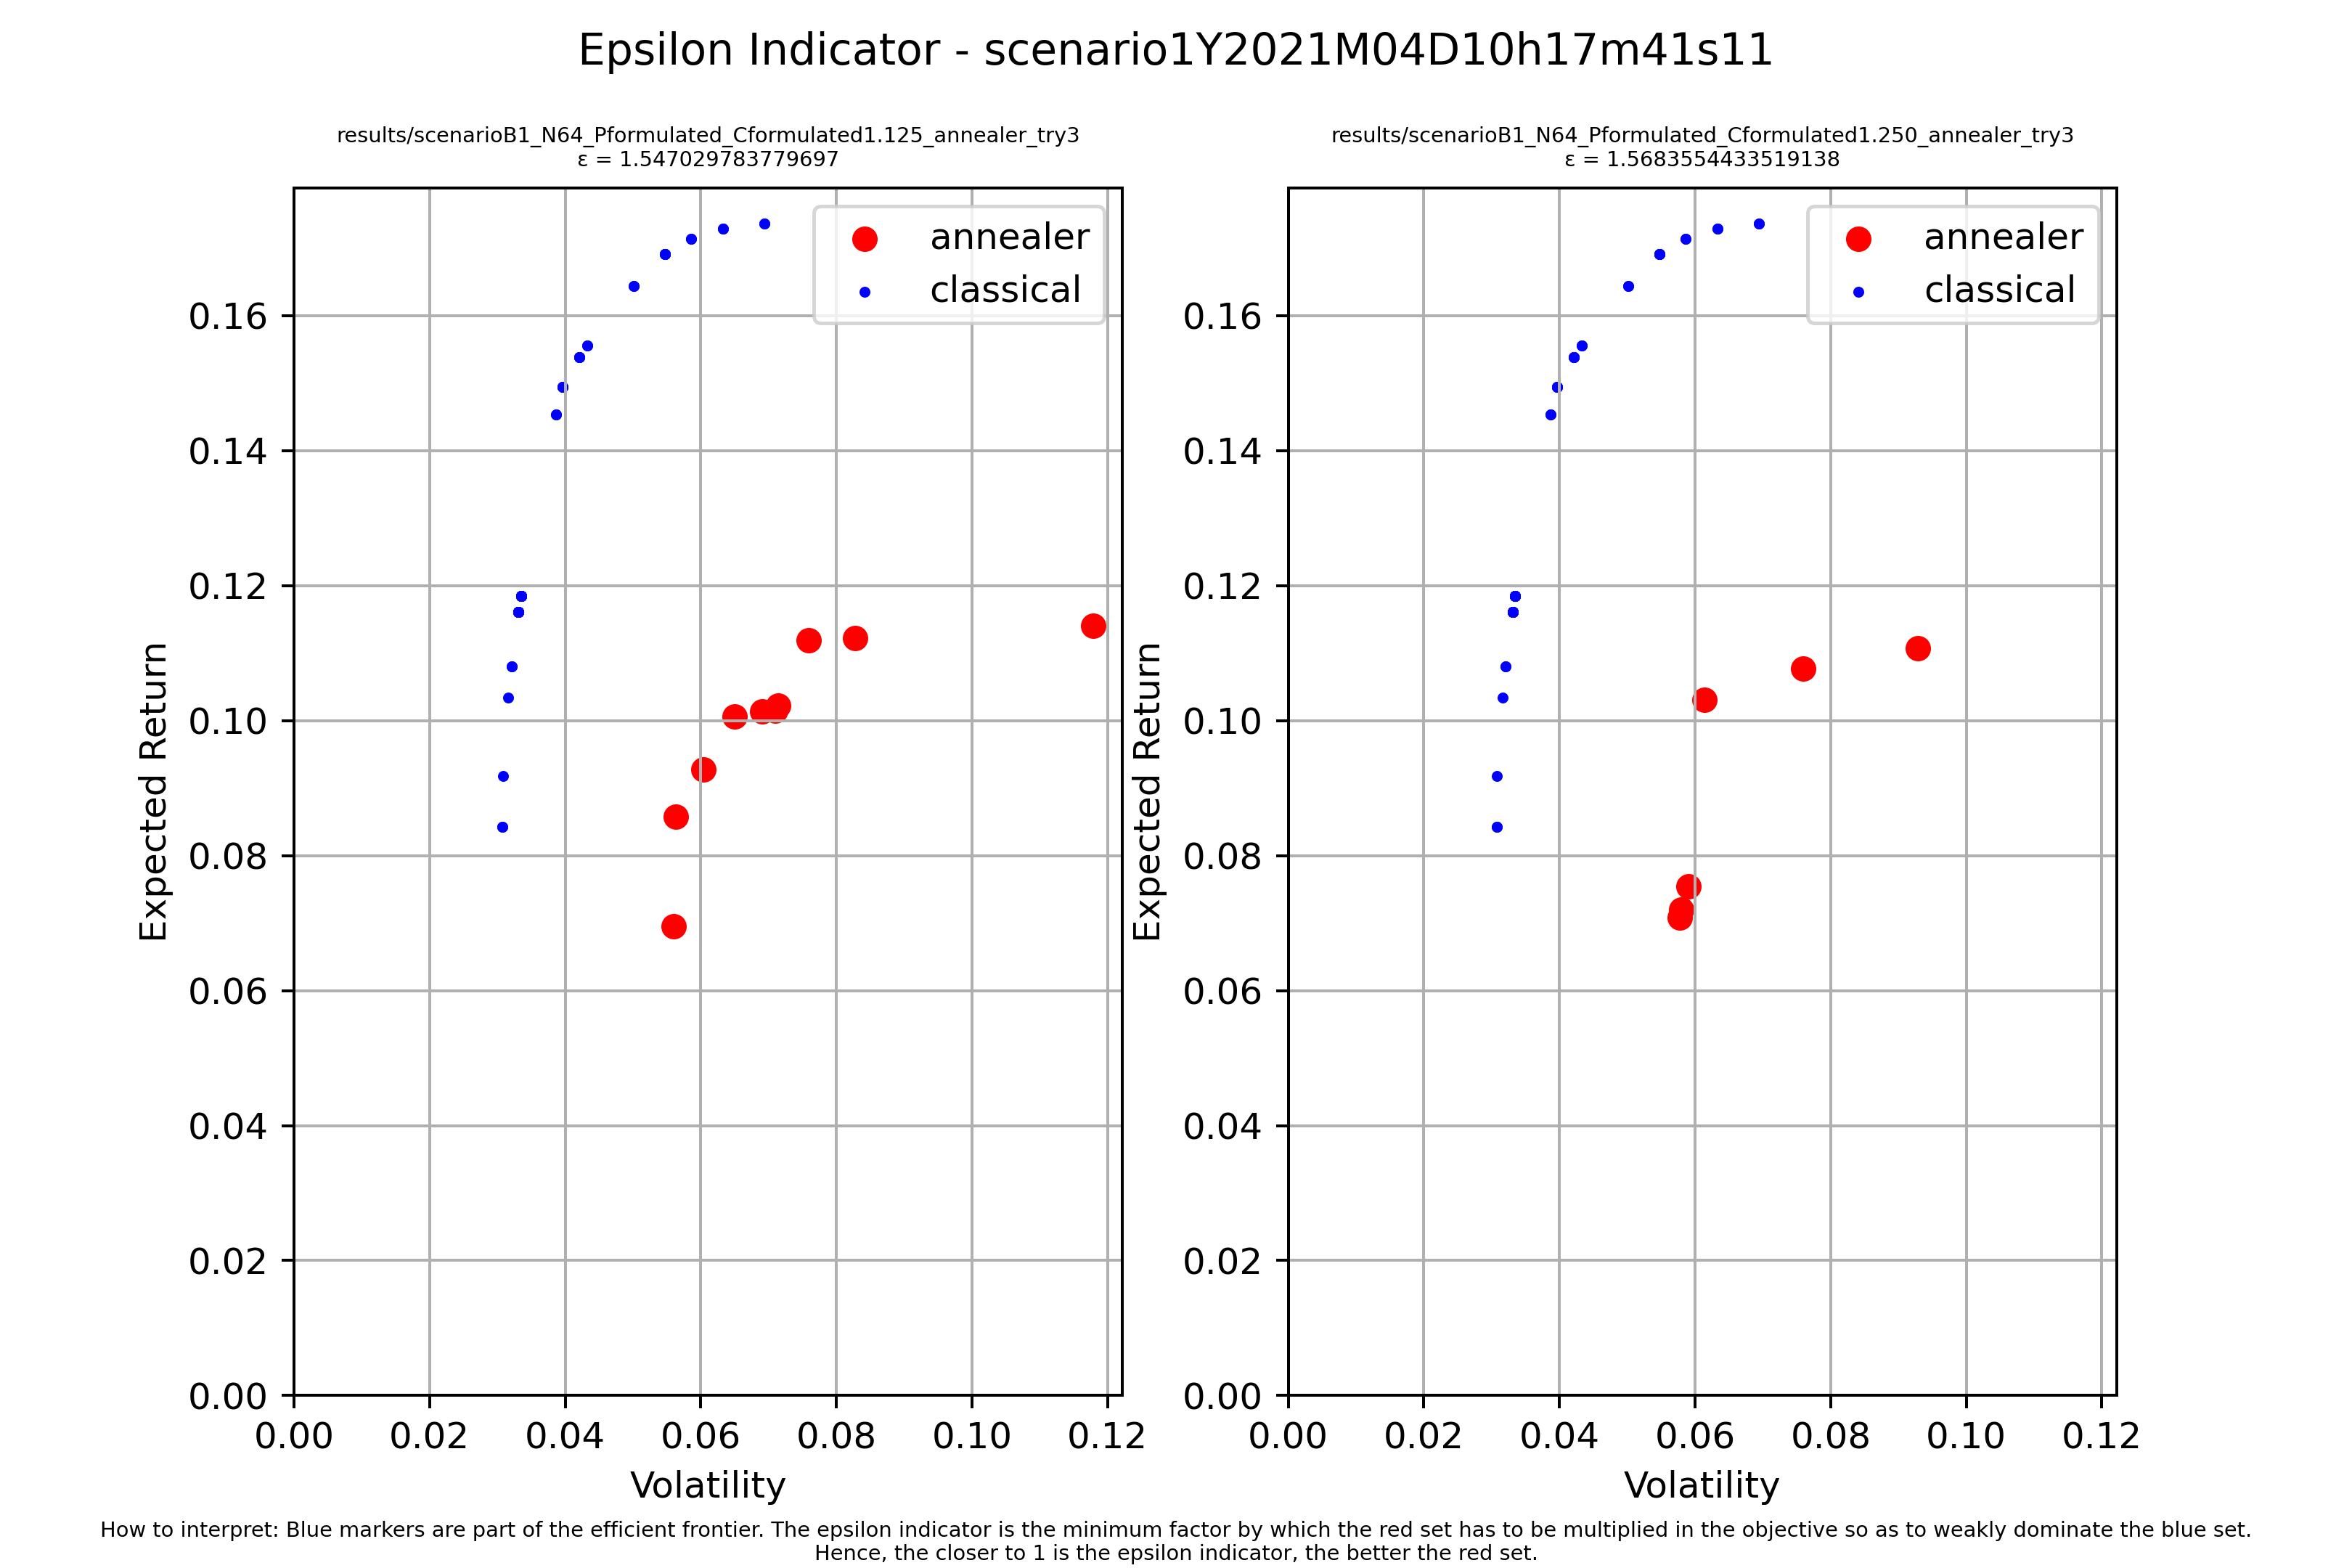 Epsilon Indicator - scenario1Y2021M04D10h17m41s11
results/scenarioB1_N64_Pformulated_Cformulated1.125_annealer_try3
ε = 1.547029783779697
annealer
classical
0.16
0.14
0.12
0.10
0.08
0.06
0.04
0.02
0.00
Expected Return
0.00 0.02 0.04 0.06 0.08 0.10 0.12
Volatility
results/scenarioB1_N64_Pformulated_Cformulated1.250_annealer_try3
ε = 1.5683554433519138
annealer
classical
0.16
0.14
0.12
0.10
0.08
0.06
0.04
0.02
0.00
Expected Return
0.00 0.02 0.04 0.06 0.08 0.10 0.12
Volatility
How to interpret: Blue markers are part of the efficient frontier. The epsilon indicator is the minimum factor by which the red set has to be multiplied in the objective so as to weakly dominate the blue set.
Hence, the closer to 1 is the epsilon indicator, the better the red set.